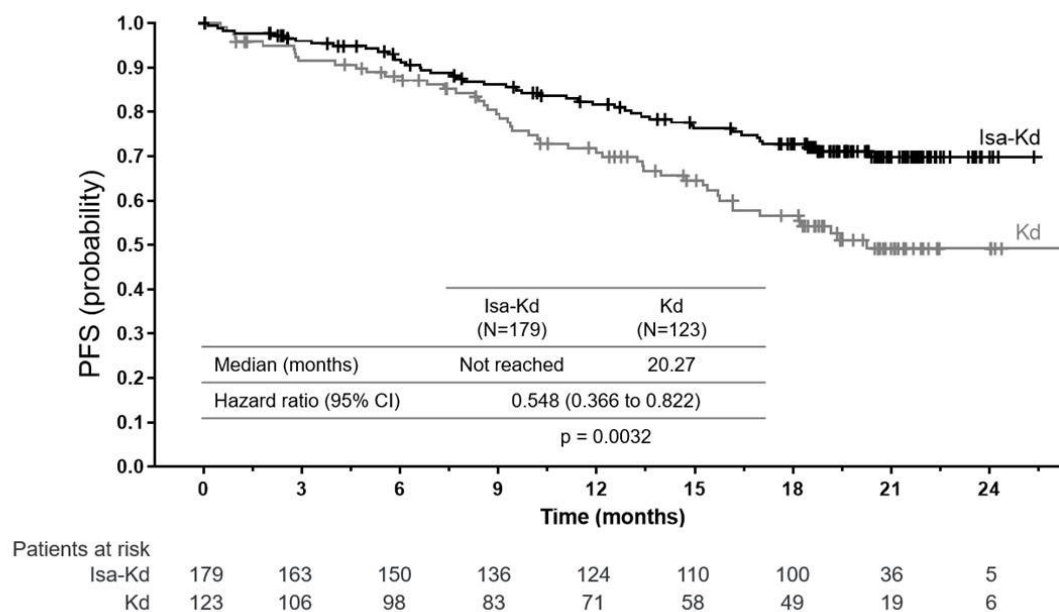 PFS (probability)
1.0
0.9
0.8
0.7
0.6
0.5
0.4
0.3
0.2
0.1
0.0
Isa-Kd
Kd
Isa-Kd Kd
(N=179) (N=123)
Median (months) Not reached 20.27
Hazard ratio (95% CI) 0.548 (0.366 to 0.822)
p = 0.0032
0 3 6 9 12 15 18 21 24
Time (months)
Patients at risk
Isa-Kd 179 163 150 136 124 110 100 36 5
Kd 123 106 98 83 71 58 49 19 6